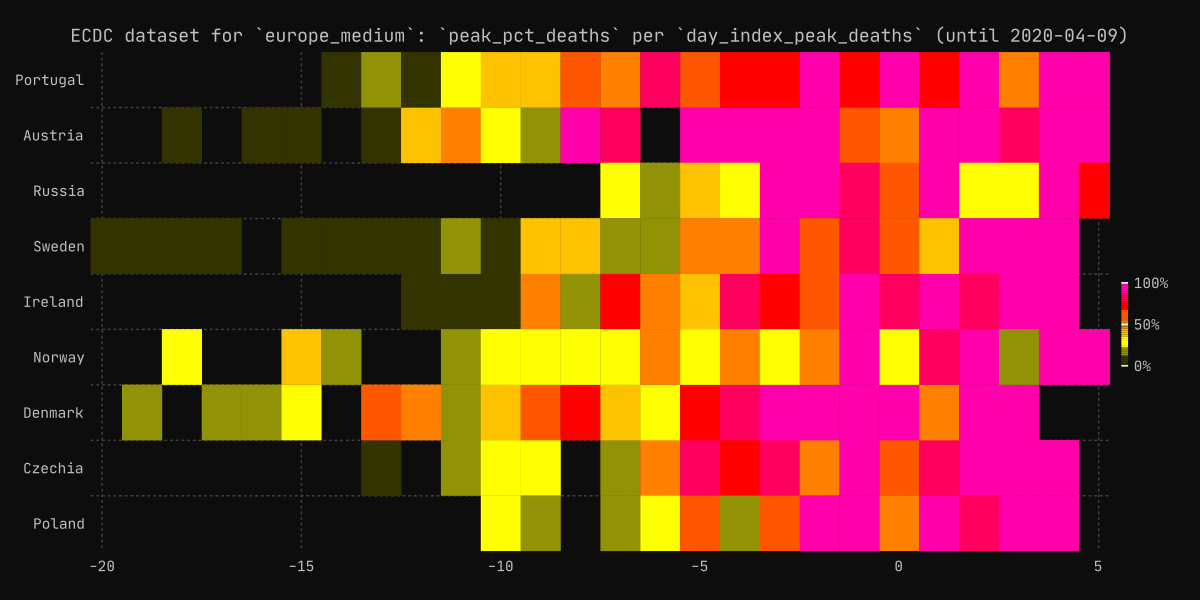 ECDC dataset for `europe_medium`: `peak_pct_deaths` per `day_index_peak_deaths` (until 2020-04-09)
Portugal
Austria
Russia
Sweden
Ireland
Norway
Denmark
Czechia
Poland
100%
50%
0%
-20 -15 -10 -5 0 5